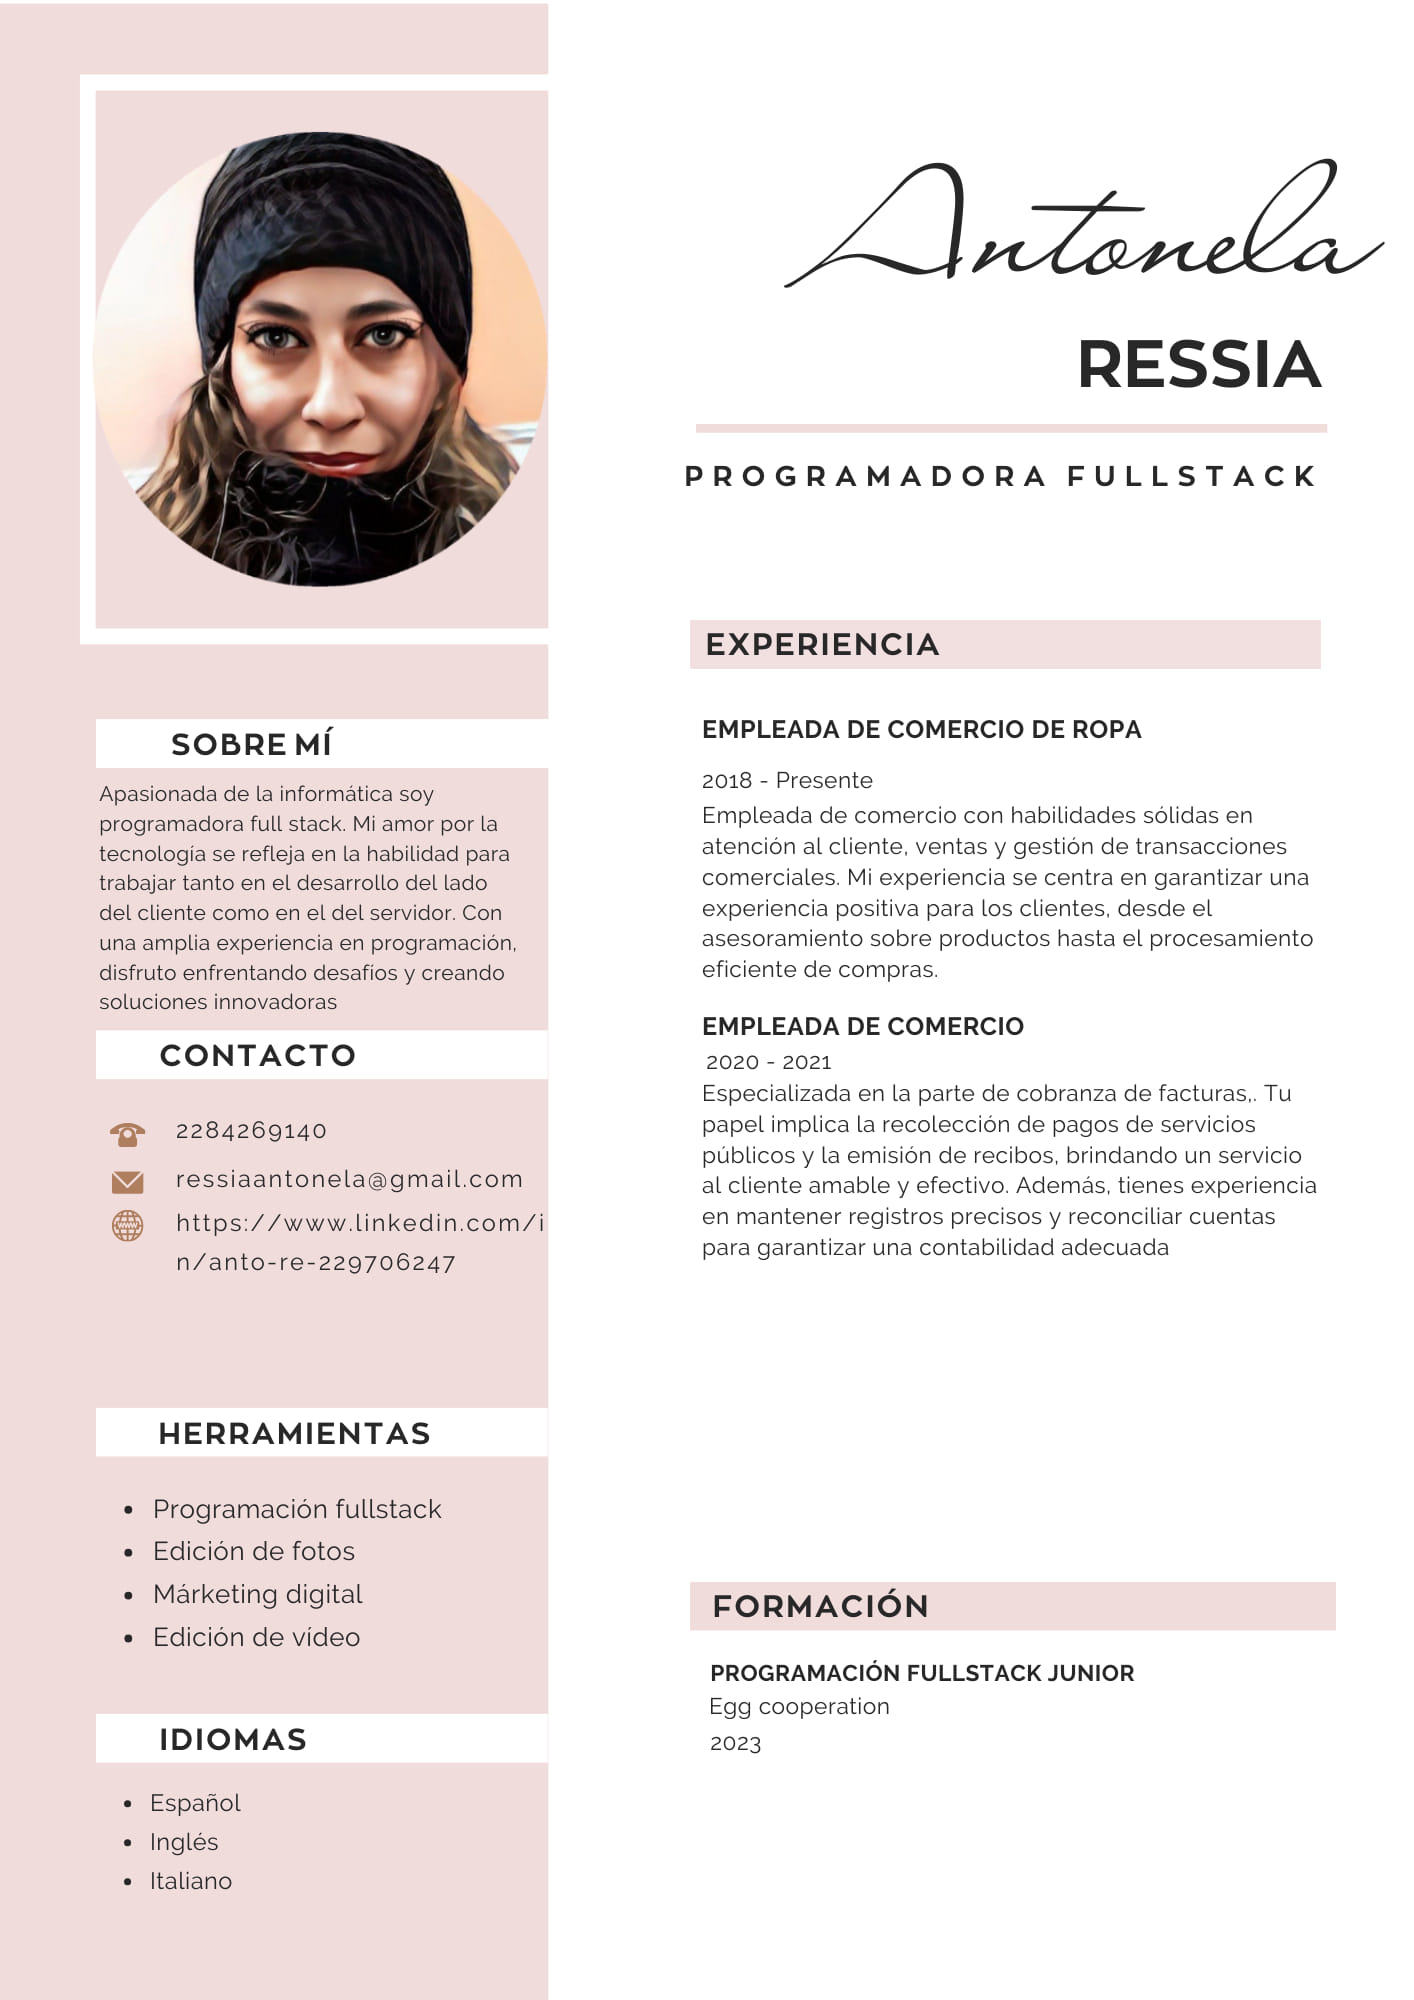 Antonela
RESSIA
PROGRAMADORA FULLSTACK
SOBRE MÍ
Apasionada de la informática soy
programadora full stack. Mi amor por la
tecnología se refleja en la habilidad para
trabajar tanto en el desarrollo del lado
del cliente como en el del servidor. Con
una amplia experiencia en programación,
disfruto enfrentando desafíos y creando
soluciones innovadoras
CONTACTO
2284269140
ressiaantonela@gmail.com
https://www.linkedin.com/i
n/anto-re-229706247
HERRAMIENTAS
• Programación fullstack
• Edición de fotos
• Márketing digital
• Edición de vídeo
IDIOMAS
• Español
• Inglés
• Italiano
EXPERIENCIA
EMPLEADA DE COMERCIO DE ROPA
2018 - Presente
Empleada de comercio con habilidades sólidas en
atención al cliente, ventas y gestión de transacciones
comerciales. Mi experiencia se centra en garantizar una
experiencia positiva para los clientes, desde el
asesoramiento sobre productos hasta el procesamiento
eficiente de compras.
EMPLEADA DE COMERCIO
2020 - 2021
Especializada en la parte de cobranza de facturas,. Tu
papel implica la recolección de pagos de servicios
públicos y la emisión de recibos, brindando un servicio
al cliente amable y efectivo. Además, tienes experiencia
en mantener registros precisos y reconciliar cuentas
para garantizar una contabilidad adecuada
FORMACIÓN
PROGRAMACIÓN FULLSTACK JUNIOR
Egg cooperation
2023